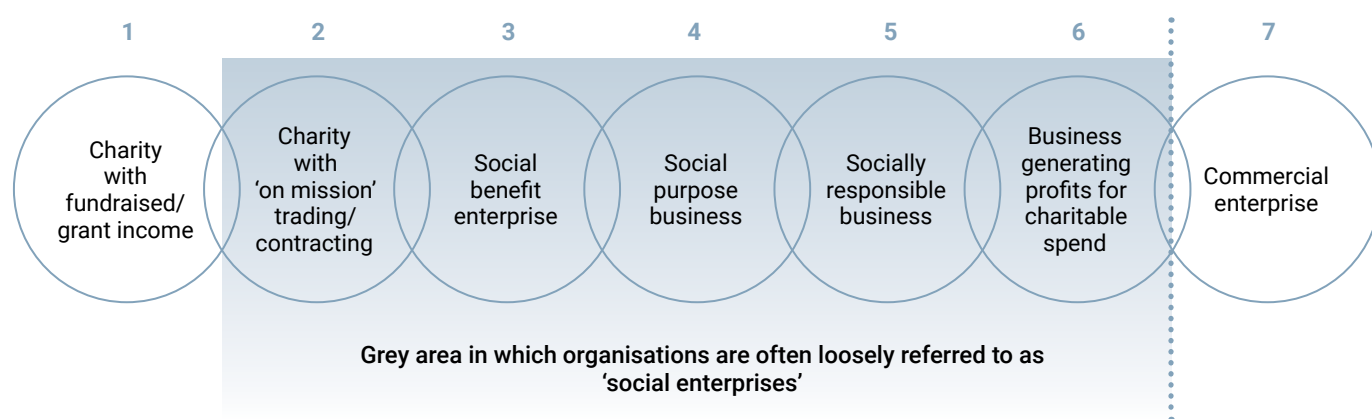 1 2 3 4 5 6 7
Charity
with
fundraised/
grant income
Charity
with
‘on mission’
trading/
contracting
Social
benefit
enterprise
Social
purpose
business
Socially
responsible
business
Business
generating
profits for
charitable
spend
Commercial
enterprise
Grey area in which organisations are often loosely referred to as
‘social enterprises’